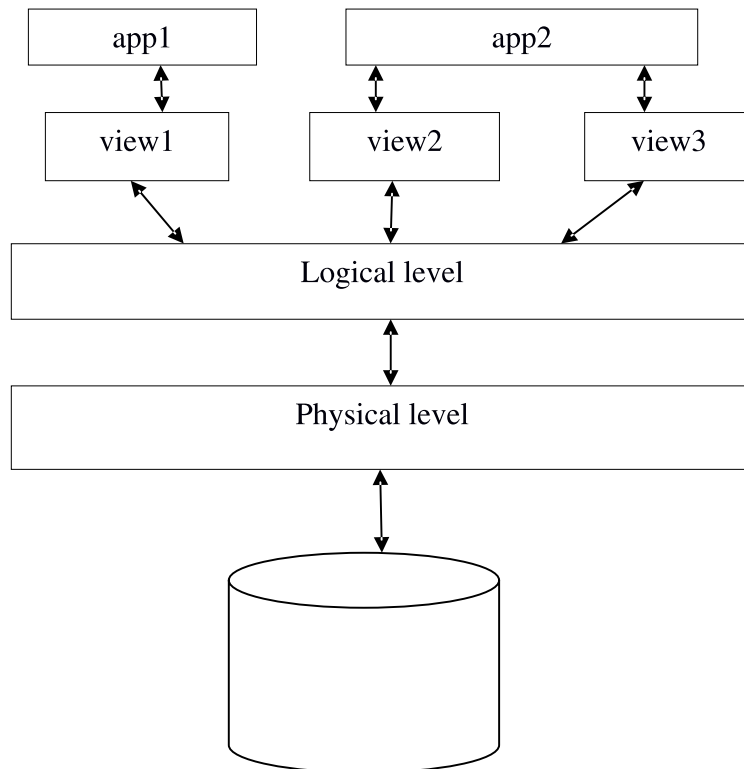 app1
app2
view1
view2
view3
Logical level
Physical level